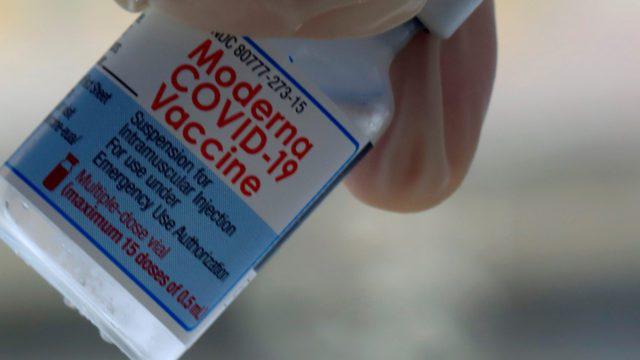 NDC 80777-273-15
Moderna
COVID-19
Vaccine
Suspension for
Intramuscular Injection
For use under
Emergency Use Authorization
Multiple-dose vial
(maximum 15 doses of 0.5 mL)